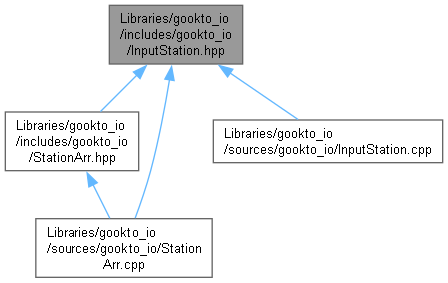 Libraries/gookto_io
/includes/gookto_io
/InputStation.hpp
Libraries/gookto_io
/includes/gookto_io
/StationArr.hpp
Libraries/gookto_io
/sources/gookto_io/InputStation.cpp
Libraries/gookto_io
/sources/gookto_io/Station
Arr.cpp